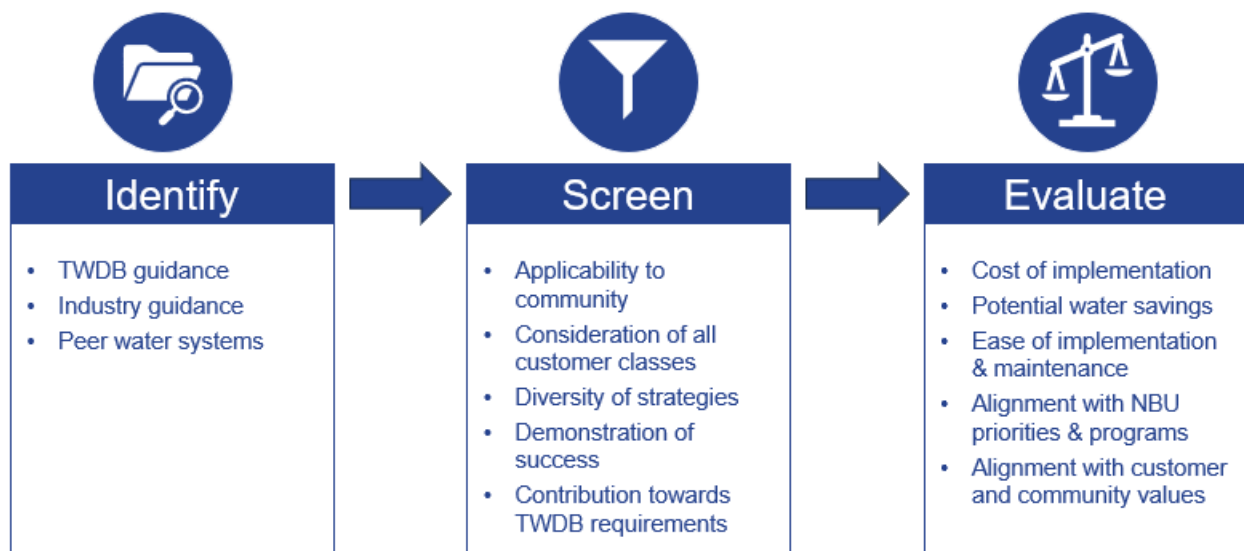 Identify
• TWDB guidance
• Industry guidance
• Peer water systems
Screen
• Applicability to
community
• Consideration of all
customer classes
• Diversity of strategies
• Demonstration of
success
• Contribution towards
TWDB requirements
Evaluate
• Cost of implementation
• Potential water savings
• Ease of implementation
& maintenance
• Alignment with NBU
priorities & programs
• Alignment with customer
and community values